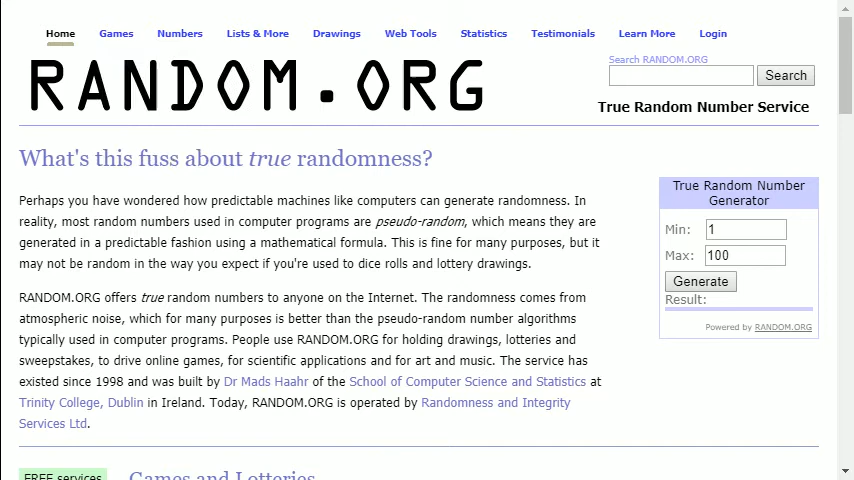 Home Games Numbers Lists & More Drawings Web Tools Statistics Testimonials Learn More Login
RANDOM.ORG
Search RANDOM.ORG
Search
True Random Number Service
What's this fuss about true randomness?
Perhaps you have wondered how predictable machines like computers can generate randomness. In
reality, most random numbers used in computer programs are pseudo-random, which means they are
generated in a predictable fashion using a mathematical formula. This is fine for many purposes, but it
may not be random in the way you expect if you're used to dice rolls and lottery drawings.
RANDOM.ORG offers true random numbers to anyone on the Internet. The randomness comes from
atmospheric noise, which for many purposes is better than the pseudo-random number algorithms
typically used in computer programs. People use RANDOM.ORG for holding drawings, lotteries and
sweepstakes, to drive online games, for scientific applications and for art and music. The service has
existed since 1998 and was built by Dr Mads Haahr of the School of Computer Science and Statistics at
Trinity College, Dublin in Ireland. Today, RANDOM.ORG is operated by Randomness and Integrity
Services Ltd.
True Random Number
Generator
Min: 1
Max: 100
Generate
Result:
Powered by RANDOM.ORG
FREE services
Games and Lotteries